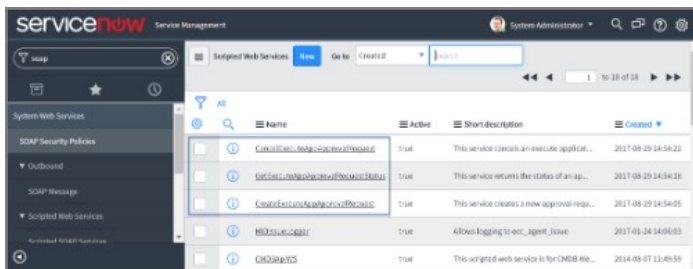 servicenow Service Management
System Administrator
soap
Scripted Web Services New Go to Created Search
1 to 18 of 18
All
Name Active Short description Created
System Web Services
SOAP Security Policies
Outbound
SOAP Message
Scripted Web Services
Scripted SOAP Services
CancelExecuteAppApprovalRequest true This service cancels an execute applicat... 2017-08-29 14:54:22
GetExecuteAppApprovalRequestStatus true This service returns the status of an ap... 2017-08-29 14:54:18
CreateExecuteAppApprovalRequest true This service creates a new approval requ... 2017-08-29 14:54:05
HIDIssueLogger true Allows logging to ecc_agent_issue 2017-01-24 14:06:03
true This scripted web service is for CMDB file... 2014-08-07 11:49:59